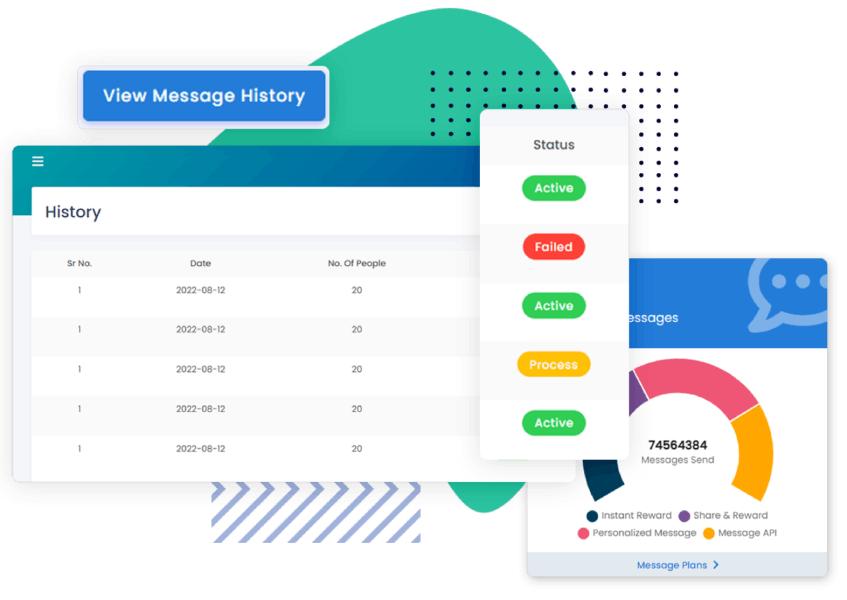 View Message History
History
Sr No. Date No. Of People
1 2022-08-12 20
1 2022-08-12 20
1 2022-08-12 20
1 2022-08-12 20
1 2022-08-12 20
Status
Active
Failed
Active
Process
Active
74564384
Messages Send
Instant Reward Share & Reward
Personalized Message Message API
Message Plans